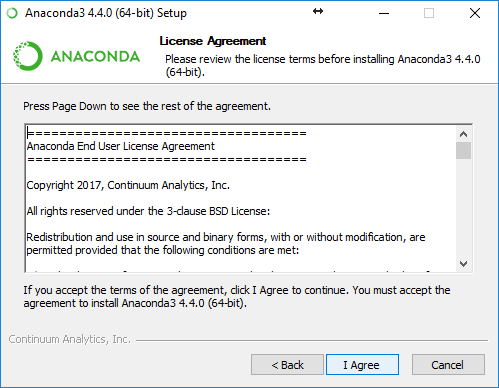 Anaconda3 4.4.0 (64-bit) Setup
ANACONDA
License Agreement
Please review the license terms before installing Anaconda3 4.4.0
(64-bit).
Press Page Down to see the rest of the agreement.
===================================
Anaconda End User License Agreement
===================================
Copyright 2017, Continuum Analytics, Inc.
All rights reserved under the 3-clause BSD License:
Redistribution and use in source and binary forms, with or without modification, are
permitted provided that the following conditions are met:
If you accept the terms of the agreement, click I Agree to continue. You must accept the
agreement to install Anaconda3 4.4.0 (64-bit).
Continuum Analytics, Inc.
< Back
I Agree
Cancel